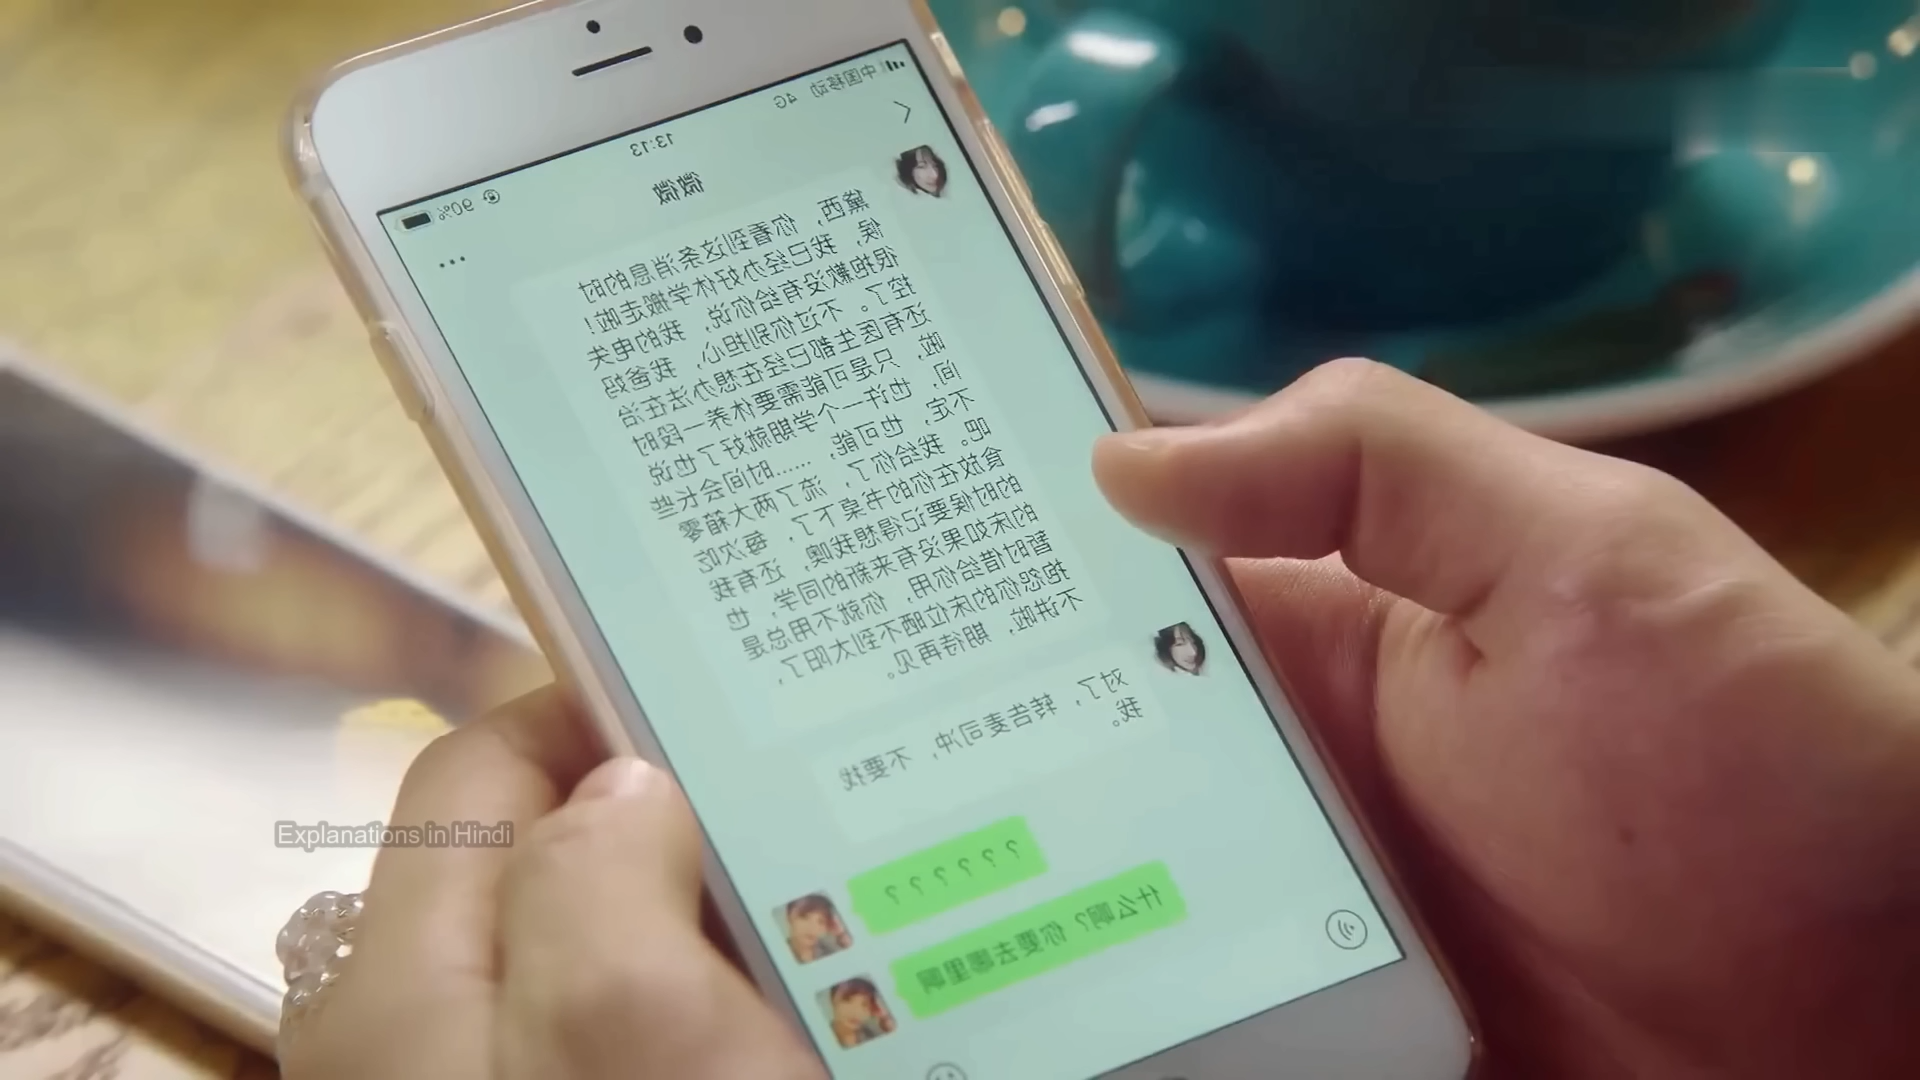 中国移动 4G
13:13
90%
微微
黛西，你看到这条消息的时
候，我已经办好休学搬走啦！
很抱歉没有给你说，我的电关
控了。不过你别担心，我爸妈
还有医生都已经在想办法在治
啦，只是可能需要休养一段时
间，也许一个学期就好了也说
不定，也可能，……时间会长些
吧。我给你了，流了两大箱零
食放在你的书桌下了，每次吃
的时候要记得想我噢，还有我
的床如果没有来新的同学，也
暂时借给你用，你就不用总是
抱怨你的床位晒不到太阳了，
不讲啦，期待再见。
对了，转告麦司冲，不要找
我。
？？？？？？
什么啊？你要去哪里啊
Explanations in Hindi